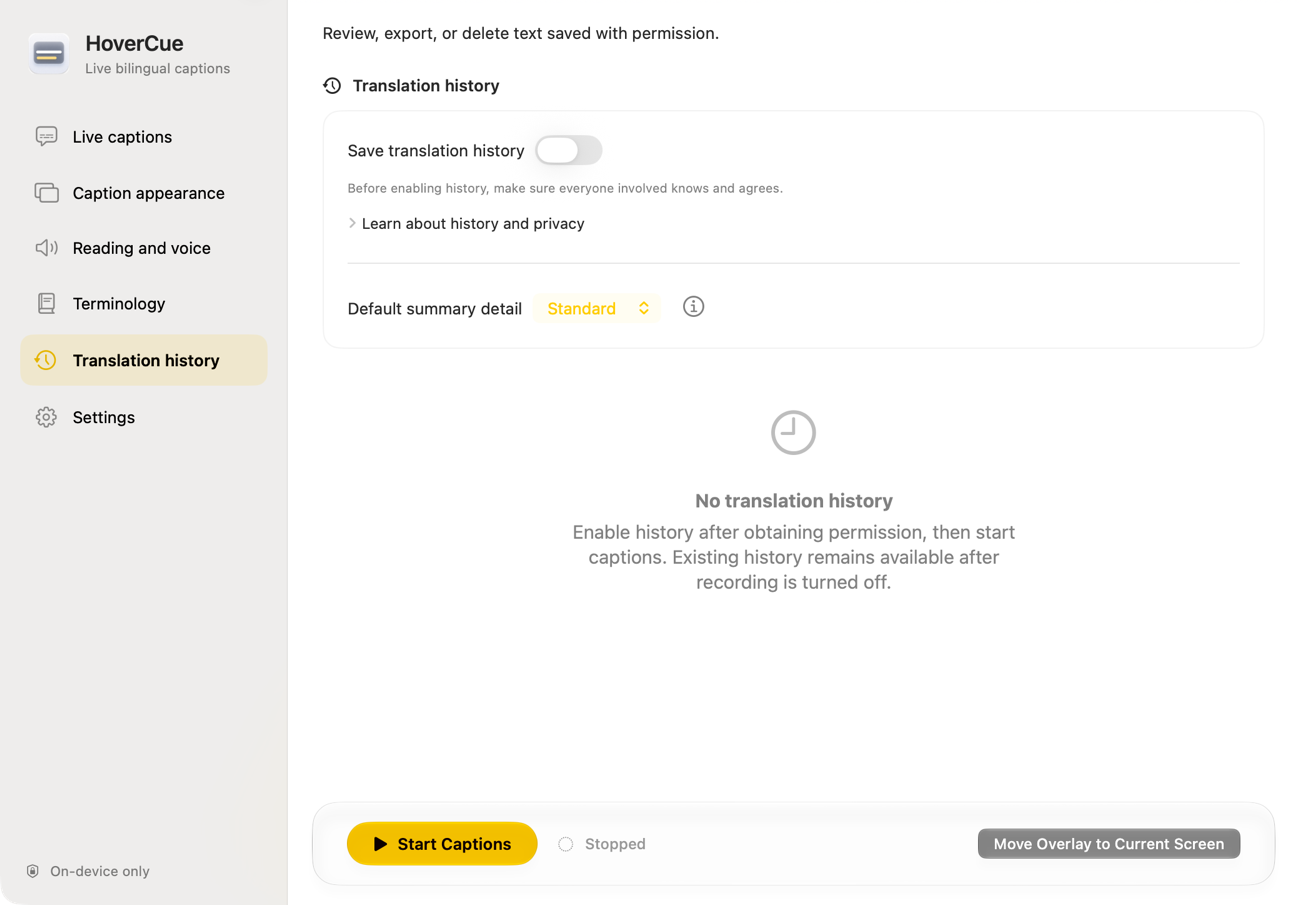 HoverCue
Live bilingual captions
Live captions
Caption appearance
Reading and voice
Terminology
Translation history
Settings
On-device only
Review, export, or delete text saved with permission.
Translation history
Save translation history
Before enabling history, make sure everyone involved knows and agrees.
Learn about history and privacy
Default summary detail Standard
No translation history
Enable history after obtaining permission, then start
captions. Existing history remains available after
recording is turned off.
Start Captions Stopped Move Overlay to Current Screen